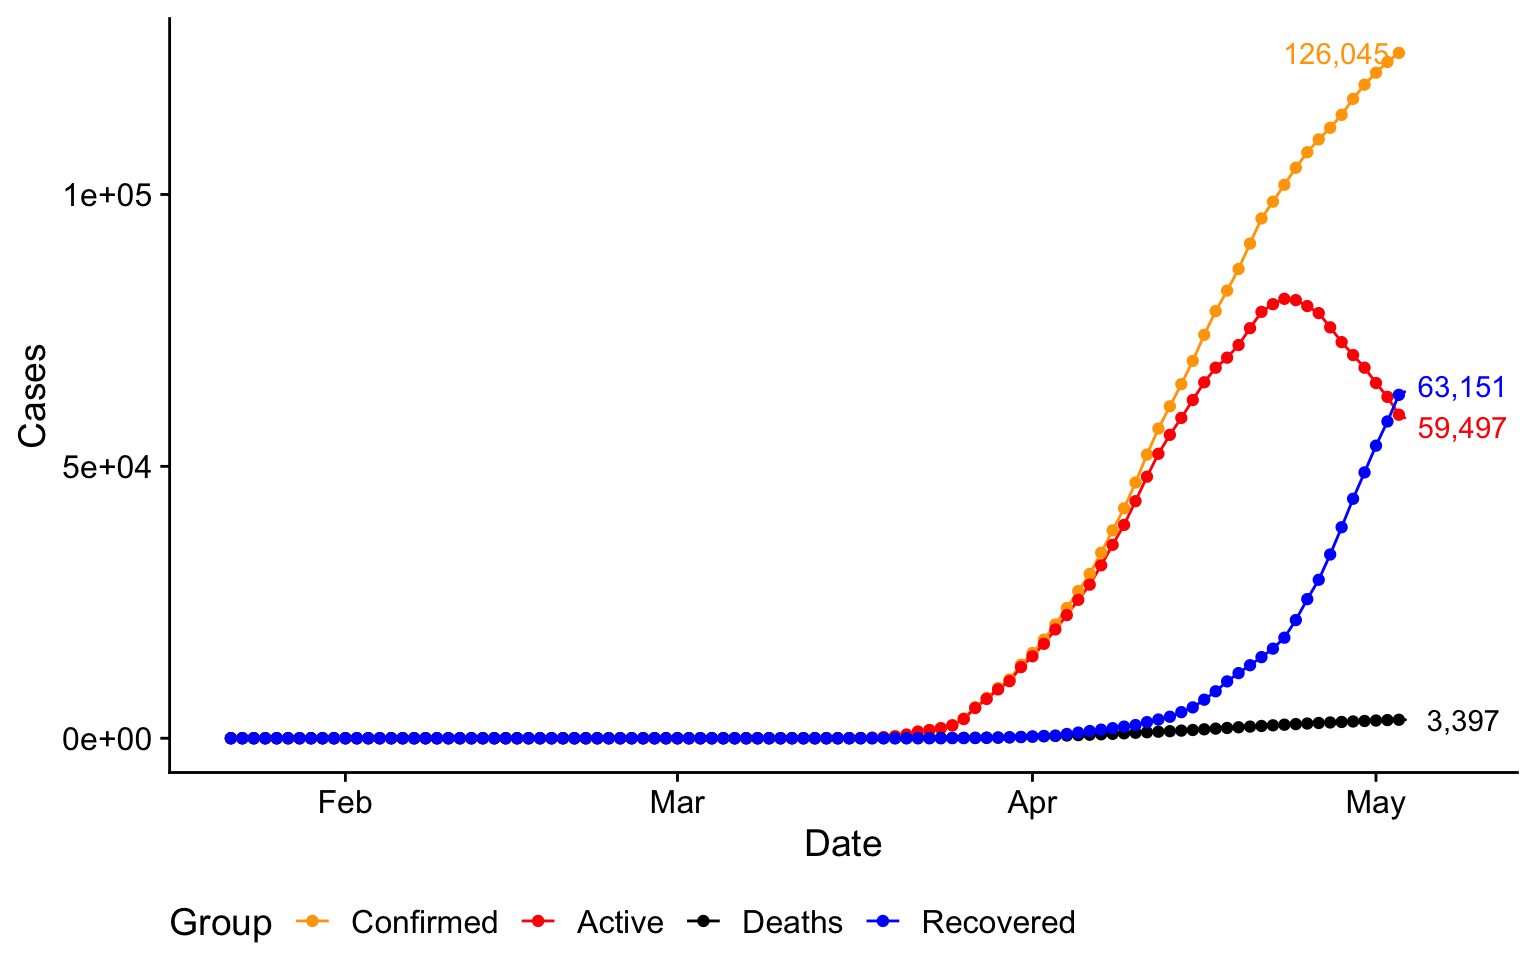 126,045
1e+05
63,151
59,497
Cases
5e+04
3,397
0e+00
Feb Mar Apr May
Date
Group Confirmed Active Deaths Recovered